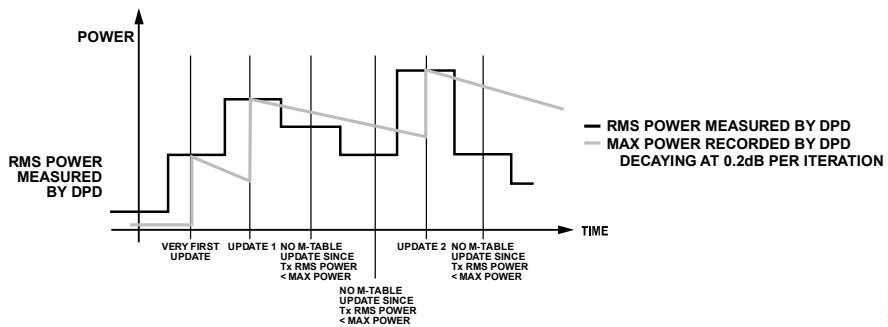 POWER
RMS POWER
MEASURED
BY DPD
RMS POWER MEASURED BY DPD
MAX POWER RECORDED BY DPD
DECAYING AT 0.2dB PER ITERATION
TIME
VERY FIRST
UPDATE
UPDATE 1
NO M-TABLE
UPDATE SINCE
Tx RMS POWER
< MAX POWER
NO M-TABLE
UPDATE SINCE
Tx RMS POWER
< MAX POWER
UPDATE 2
NO M-TABLE
UPDATE SINCE
Tx RMS POWER
< MAX POWER